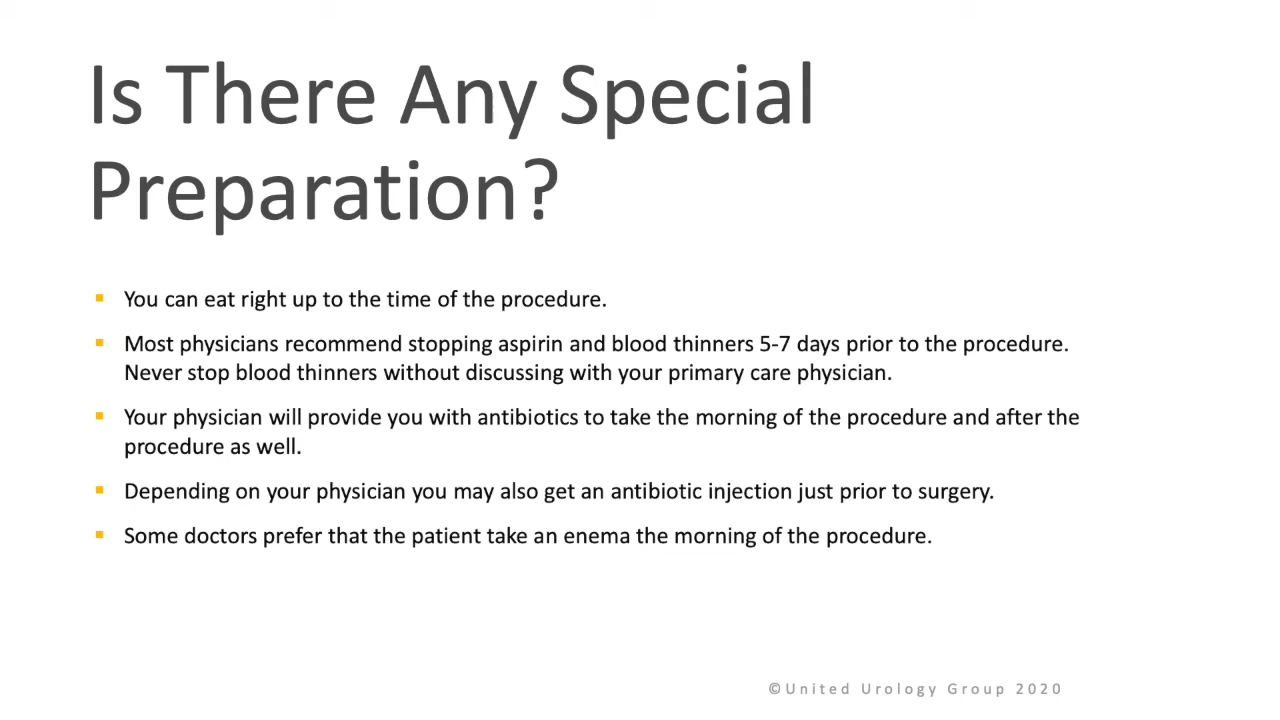 Is There Any Special
Preparation?
▪ You can eat right up to the time of the procedure.
▪ Most physicians recommend stopping aspirin and blood thinners 5-7 days prior to the procedure.
Never stop blood thinners without discussing with your primary care physician.
▪ Your physician will provide you with antibiotics to take the morning of the procedure and after the
procedure as well.
▪ Depending on your physician you may also get an antibiotic injection just prior to surgery.
▪ Some doctors prefer that the patient take an enema the morning of the procedure.
©United Urology Group 2020